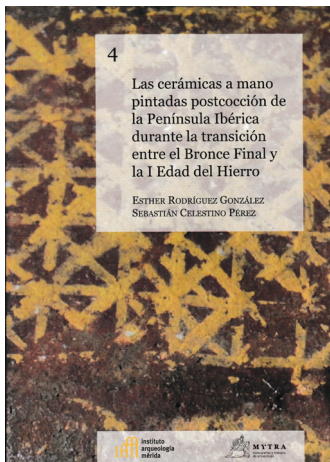 4
Las cerámicas a mano
pintadas postcocción de
la Península Ibérica
durante la transición
entre el Bronce Final y
la I Edad del Hierro
ESTHER RODRÍGUEZ GONZÁLEZ
SEBASTIÁN CELESTINO PÉREZ
instituto
arqueología
mérida
MYTRA